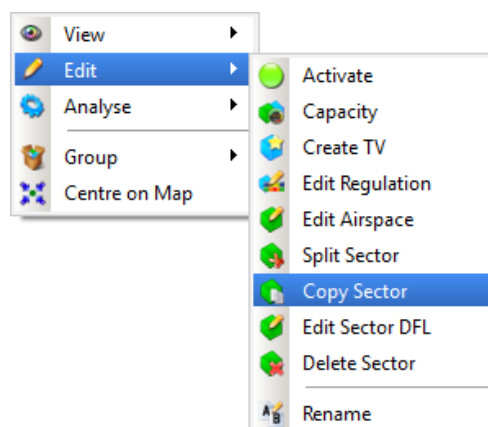 View
Edit
Analyse
Group
Centre on Map
Activate
Capacity
Create TV
Edit Regulation
Edit Airspace
Split Sector
Copy Sector
Edit Sector DFL
Delete Sector
Rename